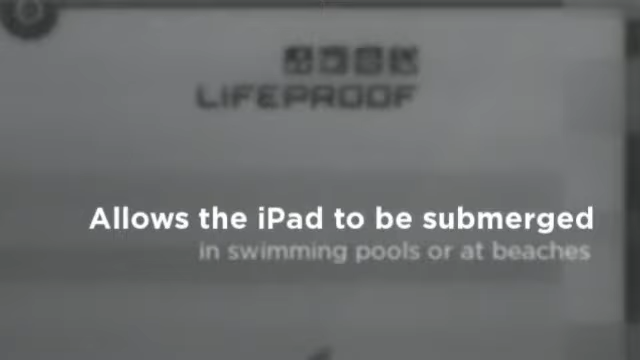 LIFEPROOF
Allows the iPad to be submerged
in swimming pools or at beaches